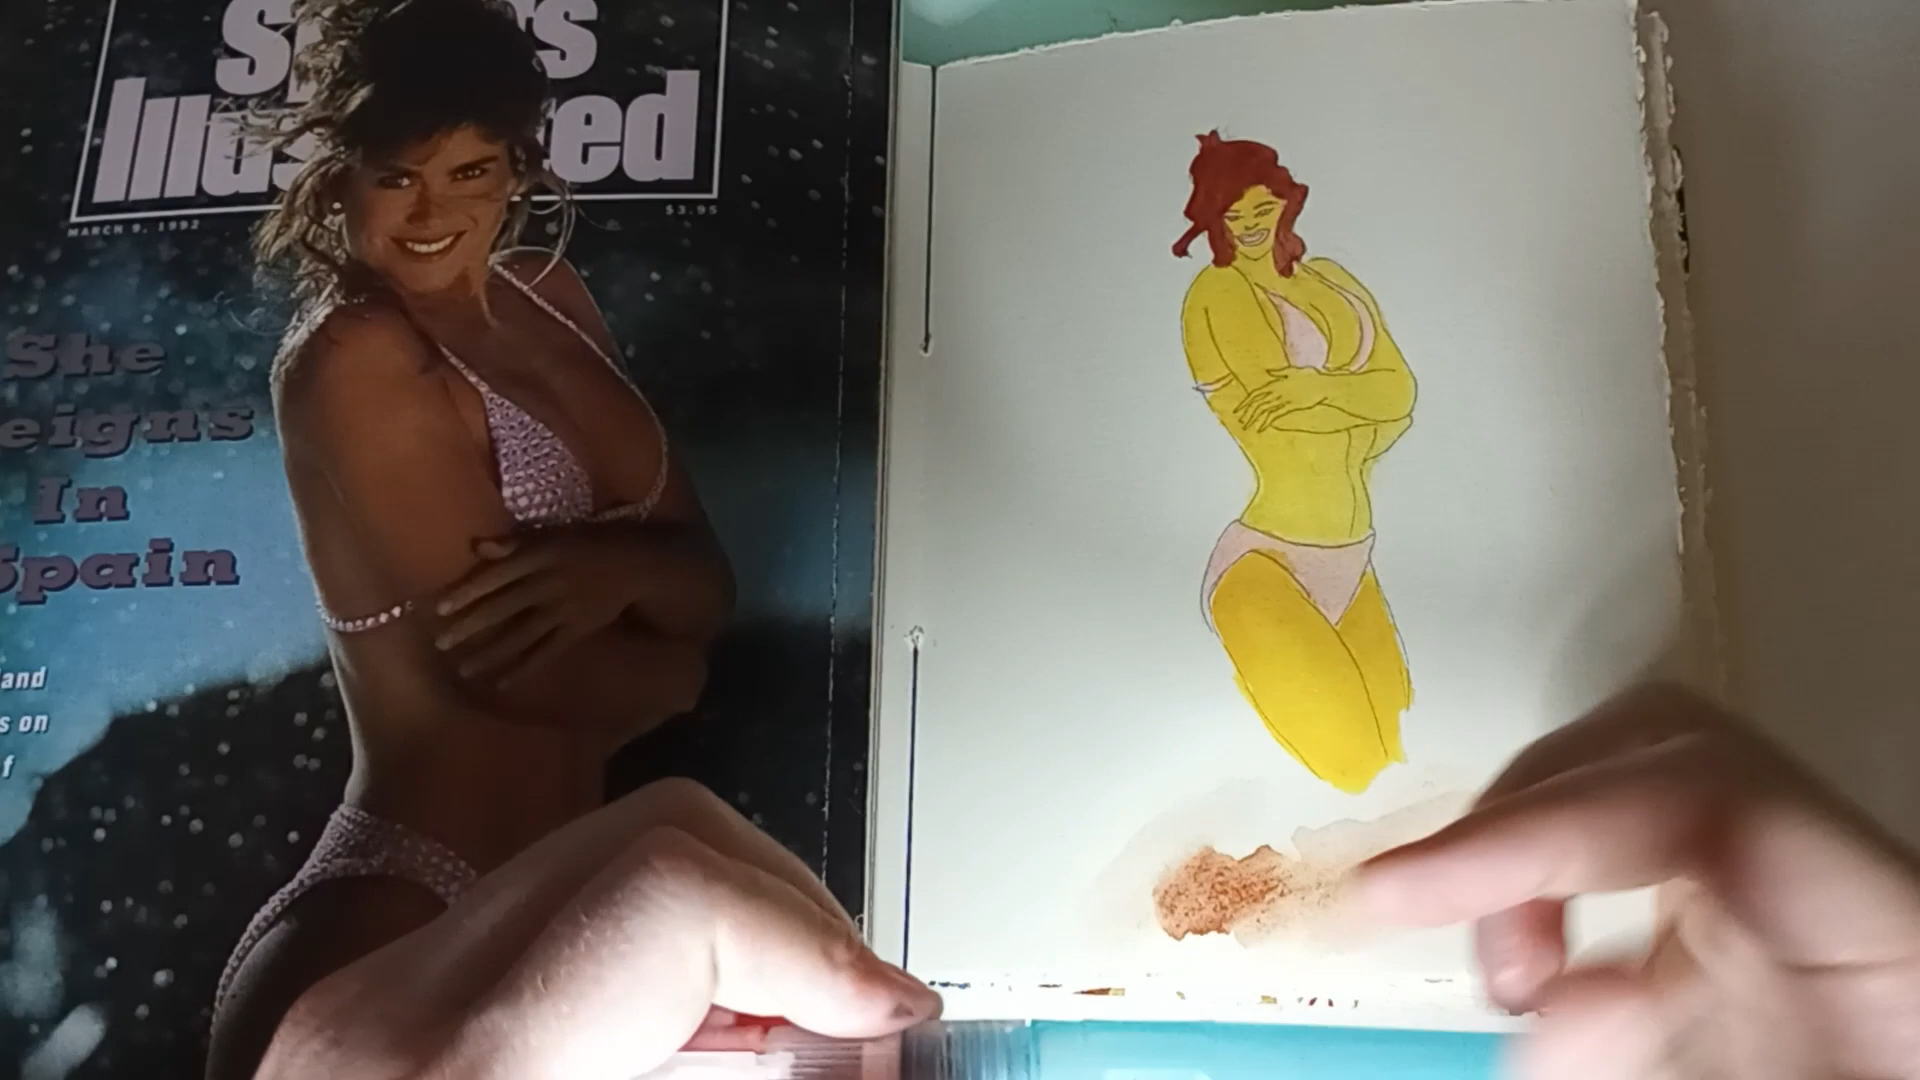 Sports
Illustrated
MARCH 9, 1992
$3.95
She
eigns
In
Spain
and
s on
f